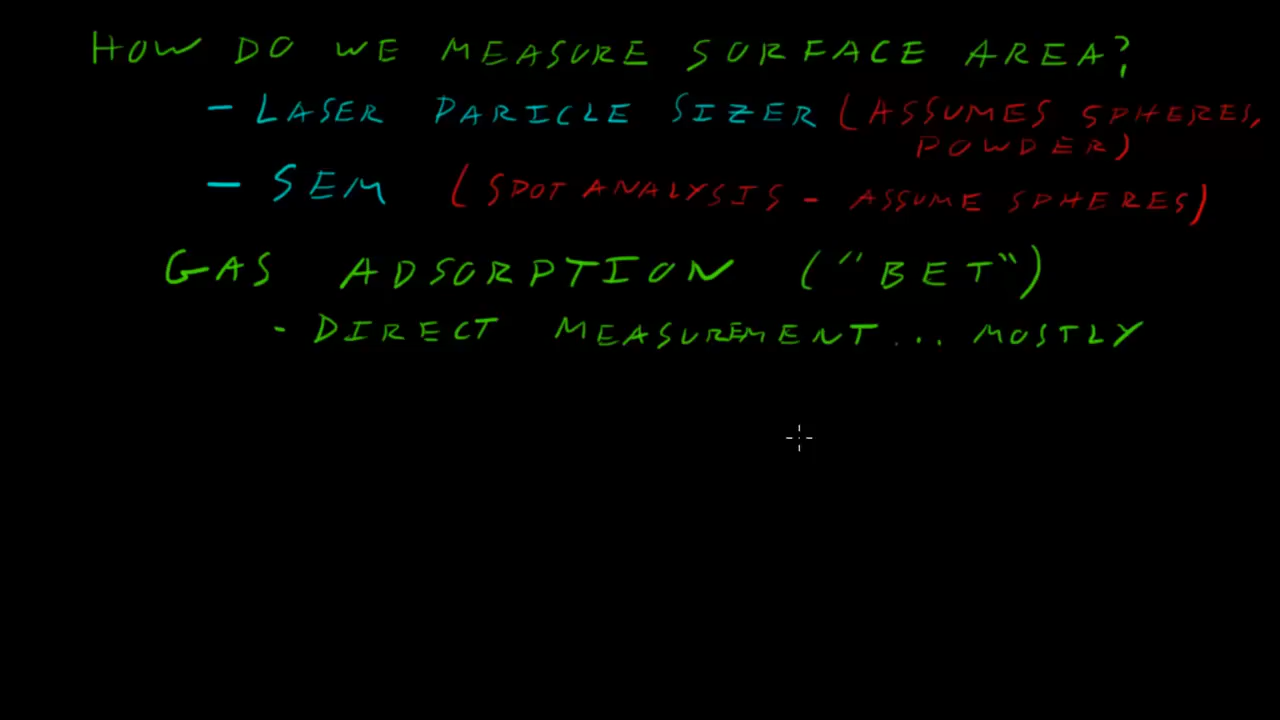 HOW DO WE MEASURE SURFACE AREA?
- LASER PARICLE SIZER (ASSUMES SPHERES,
POWDER)
- SEM (SPOT ANALYSIS - ASSUME SPHERES)
GAS ADSORPTION ("BET")
- DIRECT MEASUREMENT... MOSTLY